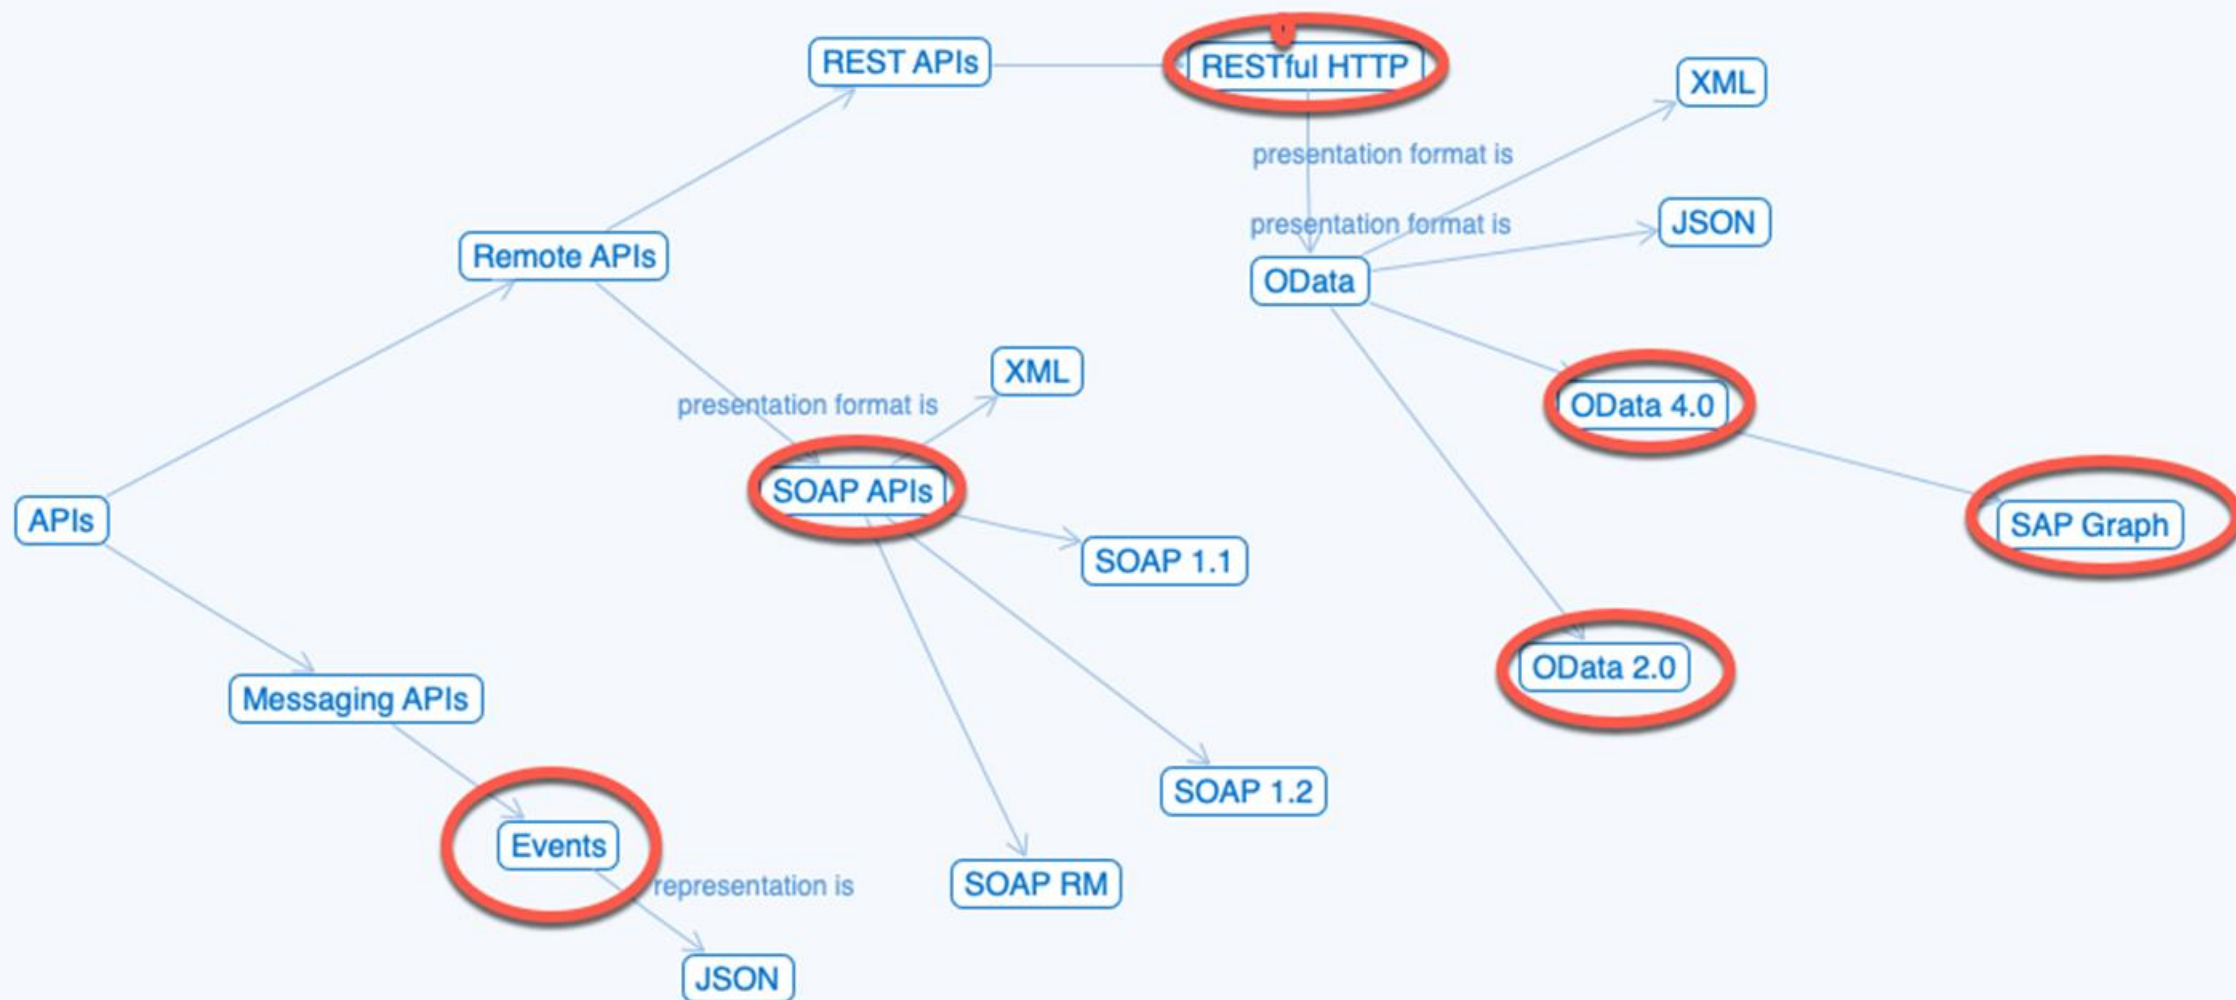 REST APIs
RESTful HTTP
XML
presentation format is
presentation format is
JSON
Remote APIs
OData
XML
presentation format is
OData 4.0
SOAP APIs
APIs
SAP Graph
SOAP 1.1
OData 2.0
Messaging APIs
SOAP 1.2
Events
representation is
SOAP RM
JSON